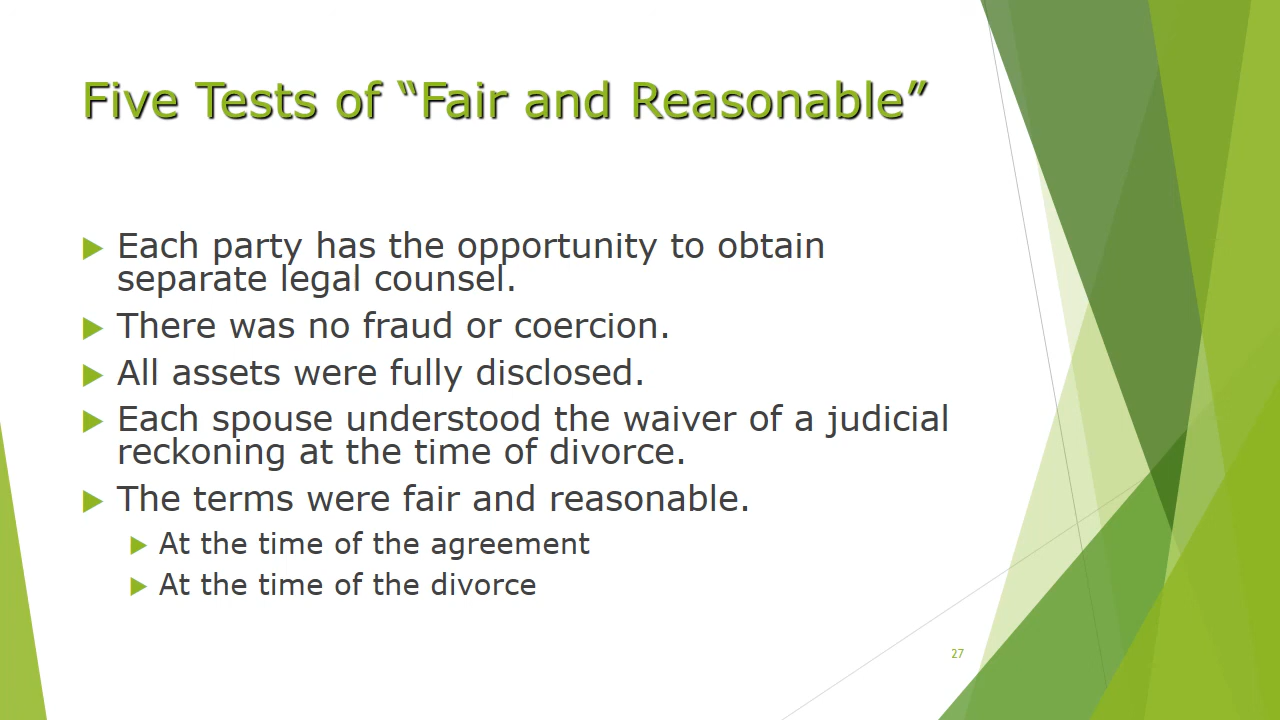 Five Tests of “Fair and Reasonable”
Each party has the opportunity to obtain
separate legal counsel.
There was no fraud or coercion.
All assets were fully disclosed.
Each spouse understood the waiver of a judicial
reckoning at the time of divorce.
The terms were fair and reasonable.
At the time of the agreement
At the time of the divorce
27